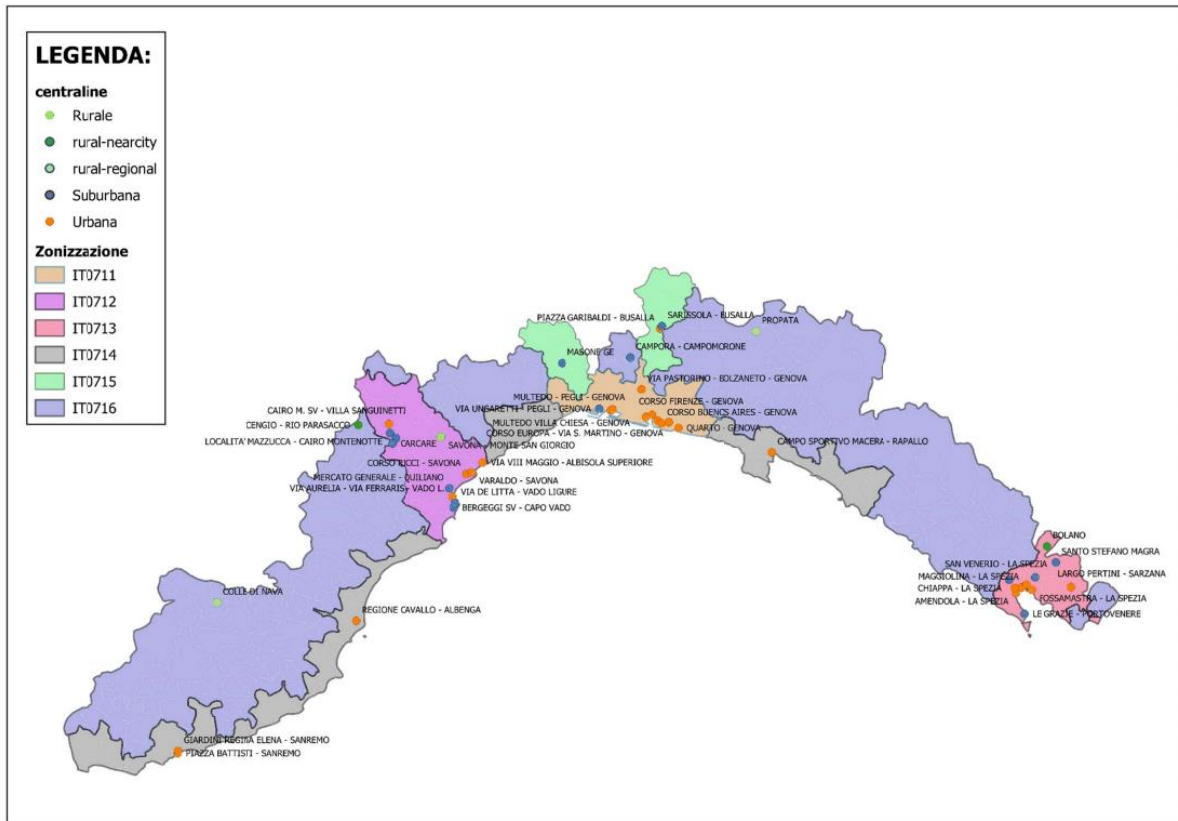 LEGENDA:
centraline
Rurale
rural-nearcity
rural-regional
Suburbana
Urbana
Zonizzazione
IT0711
IT0712
IT0713
IT0714
IT0715
IT0716
PIAZZA GARIBALDI - BUSALLA
SARISSOLA - BUSALLA
PROPATA
MASONE GE
CAMPORA - CAMPOMORONE
VIA PASTORINO - BOLZANETO - GENOVA
MULTEDO - PEGLI - GENOVA
CORSO FIRENZE - GENOVA
VIA UNGARETTI - PEGLI - GENOVA
CORSO BUENOS AIRES - GENOVA
CAIRO M. SV - VILLA SANGUINETTI
MULTEDO VILLA CHIESA - GENOVA
CENGIO - RIO PARASACCO
QUARTO - GENOVA
CORSO EUROPA - VIA S. MARTINO - GENOVA
LOCALITA' MAZZUCCA - CAIRO MONTENOTTE
CARCARE
SAVONA - MONTE SAN GIORGIO
CAMPO SPORTIVO MACERA - RAPALLO
CORSO RICCI - SAVONA
VIA VIII MAGGIO - ALBISOLA SUPERIORE
MERCATO GENERALE - QUILIANO
VARALDO - SAVONA
VIA AURELIA - VIA FERRARIS - VADO L.
VIA DE LITTA - VADO LIGURE
BERGEGGI SV - CAPO VADO
BOLANO
SANTO STEFANO MAGRA
SAN VENERIO - LA SPEZIA
LARGO PERTINI - SARZANA
MAGGIOLINA - LA SPEZIA
CHIAPPA - LA SPEZIA
FOSSAMASTRA - LA SPEZIA
AMENDOLA - LA SPEZIA
LE GRAZIE - PORTOVENERE
COLLE DI NAVA
REGIONE CAVALLO - ALBENGA
GIARDINI REGINA ELENA - SANREMO
PIAZZA BATTISTI - SANREMO